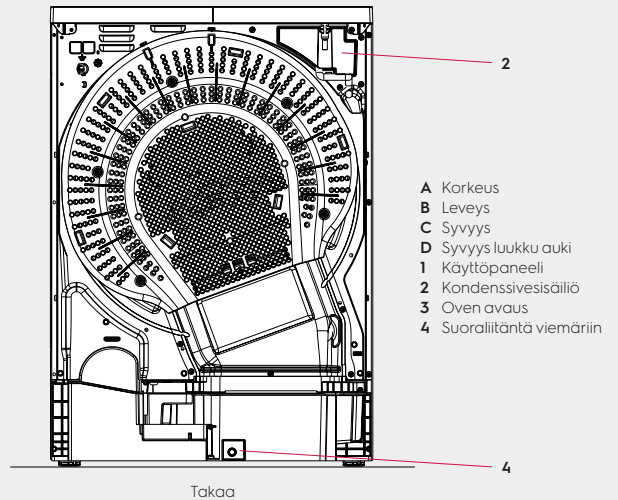 2
A Korkeus
B Leveys
C Syvyys
D Syvyys luukku auki
1 Käyttöpaneeli
2 Kondenssivesisäiliö
3 Oven avaus
4 Suoraliitäntä viemäriin
4
Takaa